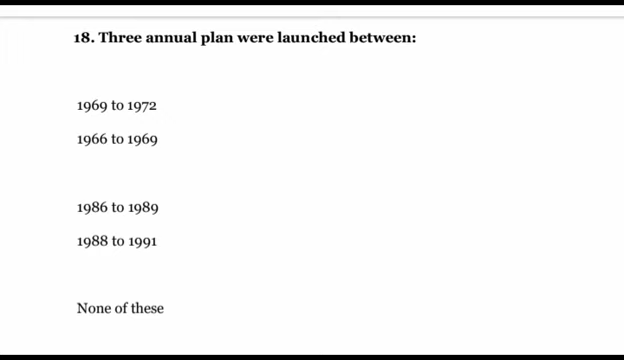 18. Three annual plan were launched between:
1969 to 1972
1966 to 1969
1986 to 1989
1988 to 1991
None of these